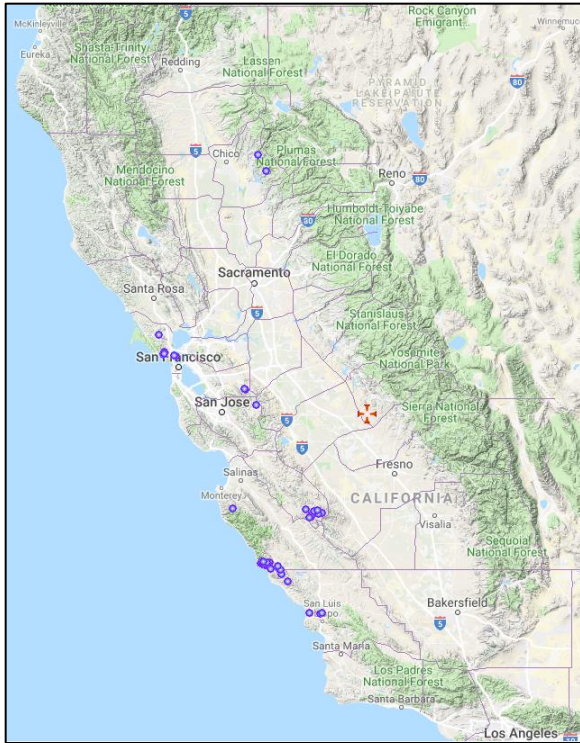 McKinleyville
Eureka
5
Shasta-Trinity
National Forest
Redding
Lassen
National Forest
Rock Canyon
Emigrant
Winnemucc
80
PYRAMID
LAKE PAIUTE
RESERVATION
5
Chico
Plumas
National Forest
Mendocino
National Forest
Reno
80
Humboldt-Toiyabe
National Forest
80
El Dorado
National Forest
Sacramento
Santa Rosa
5
Stanislaus
National Forest
Yosemite
National Park
San Francisco
San Jose
5
Sierra National
Forest
5
Salinas
Fresno
Monterey
CALIFORNIA
Visalia
Sequoia
National Forest
San Luis
Bakersfield
5
Santa Maria
Los Padres
National Forest
Santa Barbara
Los Angeles
10